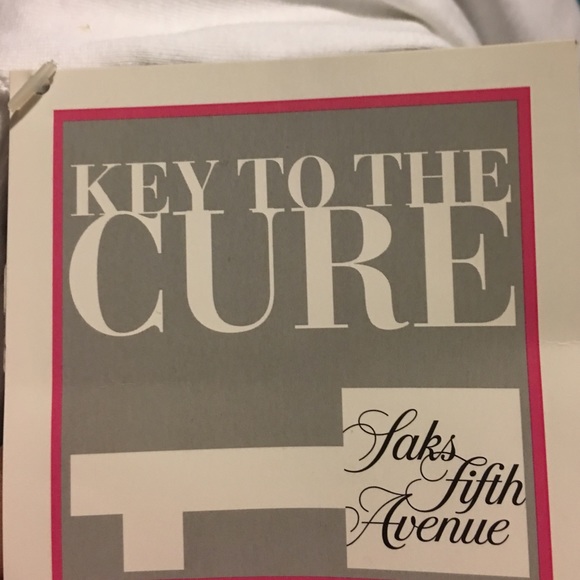 KEY TO THE
CURE
Saks
fifth
Avenue